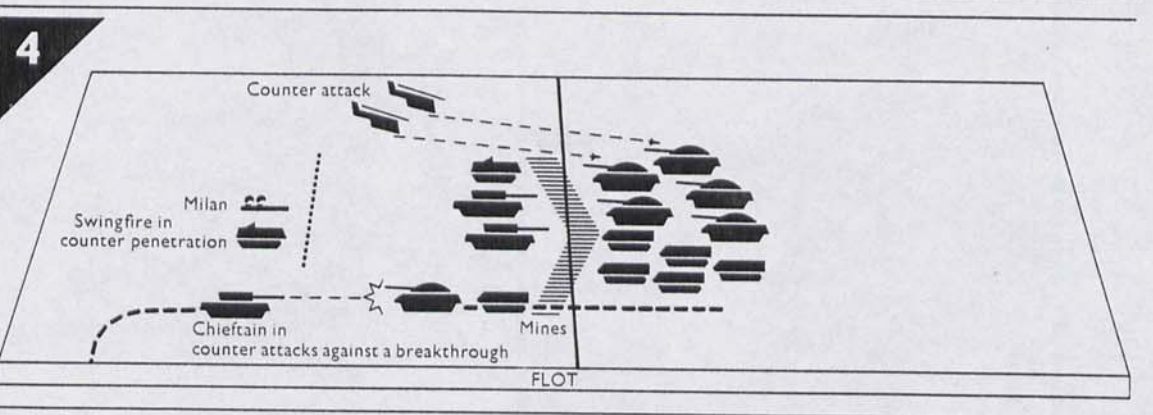 4
Counter attack
Milan
Swingfire in
counter penetration
Chieftain in
counter attacks against a breakthrough
Mines
FLOT